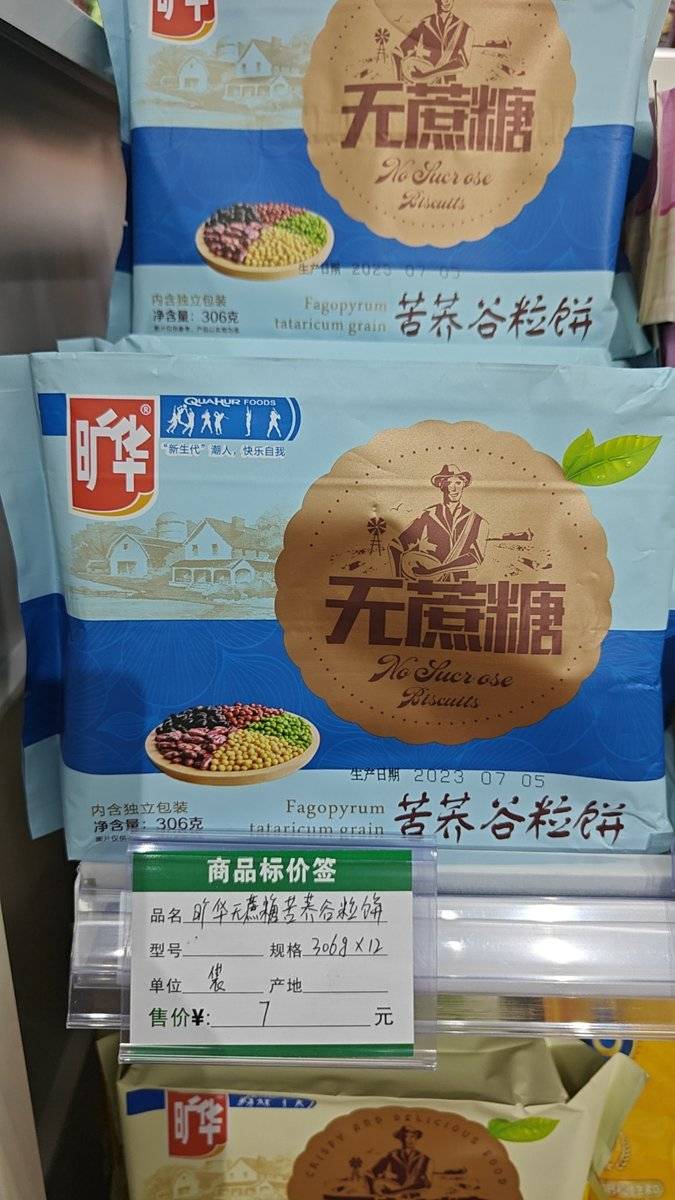 旷华
无蔗糖
No Sucrose
Biscuits
生产日期 2023 07 05
内含独立包装
净含量：306克
Fagopyrum
tataricum grain
苦荞谷粒饼
旷华®
QUAHUR FOODS
“新生代”潮人，快乐自我
无蔗糖
No Sucrose
Biscuits
生产日期 2023 07 05
内含独立包装
净含量：306克
Fagopyrum
tataricum grain
苦荞谷粒饼
商品标价签
品名 旷华无蔗糖苦荞谷粒饼
型号 规格 306g×12
单位 袋 产地
售价¥: 7 元
旷华
CRISPY AND DELICIOUS FOOD